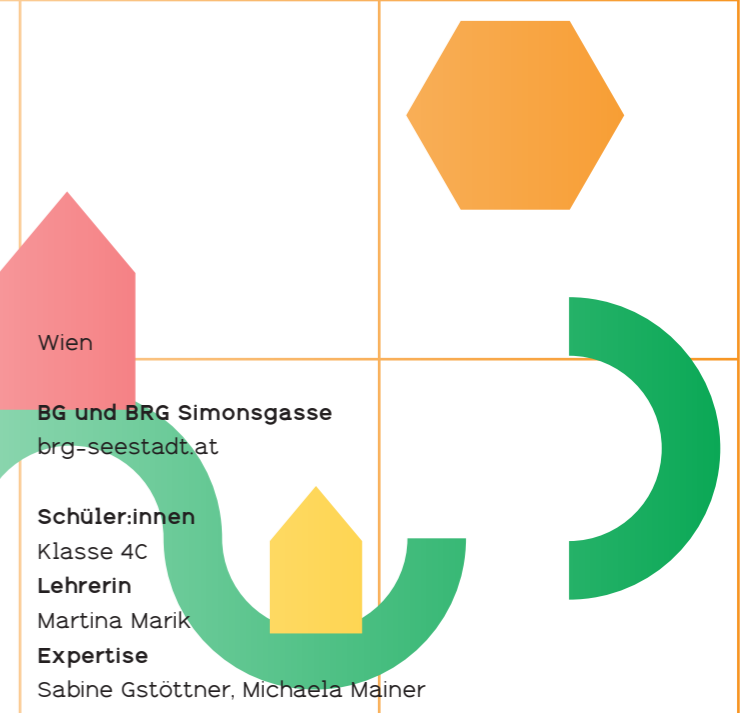 Wien
BG und BRG Simonsgasse
brg-seestadt.at
Schüler:innen
Klasse 4C
Lehrerin
Martina Marik
Expertise
Sabine Gstöttner, Michaela Mainer